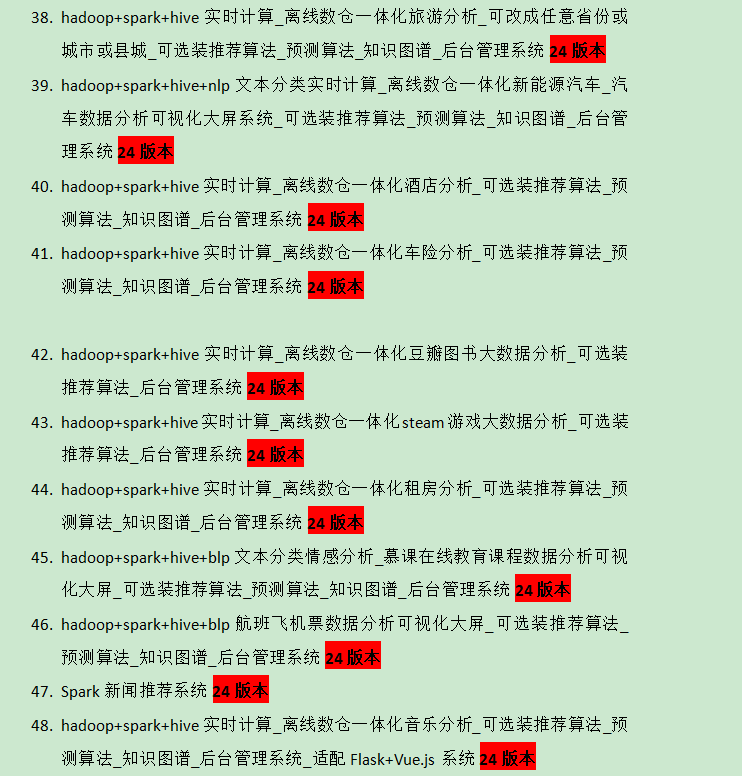 38. hadoop+spark+hive 实时计算_离线数仓一体化旅游分析_可改成任意省份或
城市或县城_可选装推荐算法_预测算法_知识图谱_后台管理系统 24 版本
39. hadoop+spark+hive+nlp 文本分类实时计算_离线数仓一体化新能源汽车_汽
车数据分析可视化大屏系统_可选装推荐算法_预测算法_知识图谱_后台管
理系统 24 版本
40. hadoop+spark+hive 实时计算_离线数仓一体化酒店分析_可选装推荐算法_预
测算法_知识图谱_后台管理系统 24 版本
41. hadoop+spark+hive 实时计算_离线数仓一体化车险分析_可选装推荐算法_预
测算法_知识图谱_后台管理系统 24 版本
42. hadoop+spark+hive 实时计算_离线数仓一体化豆瓣图书大数据分析_可选装
推荐算法_后台管理系统 24 版本
43. hadoop+spark+hive 实时计算_离线数仓一体化 steam 游戏大数据分析_可选装
推荐算法_后台管理系统 24 版本
44. hadoop+spark+hive 实时计算_离线数仓一体化租房分析_可选装推荐算法_预
测算法_知识图谱_后台管理系统 24 版本
45. hadoop+spark+hive+blp 文本分类情感分析_慕课在线教育课程数据分析可视
化大屏_可选装推荐算法_预测算法_知识图谱_后台管理系统 24 版本
46. hadoop+spark+hive+blp 航班飞机票数据分析可视化大屏_可选装推荐算法_
预测算法_知识图谱_后台管理系统 24 版本
47. Spark 新闻推荐系统 24 版本
48. hadoop+spark+hive 实时计算_离线数仓一体化音乐分析_可选装推荐算法_预
测算法_知识图谱_后台管理系统_适配 Flask+Vue.js 系统 24 版本